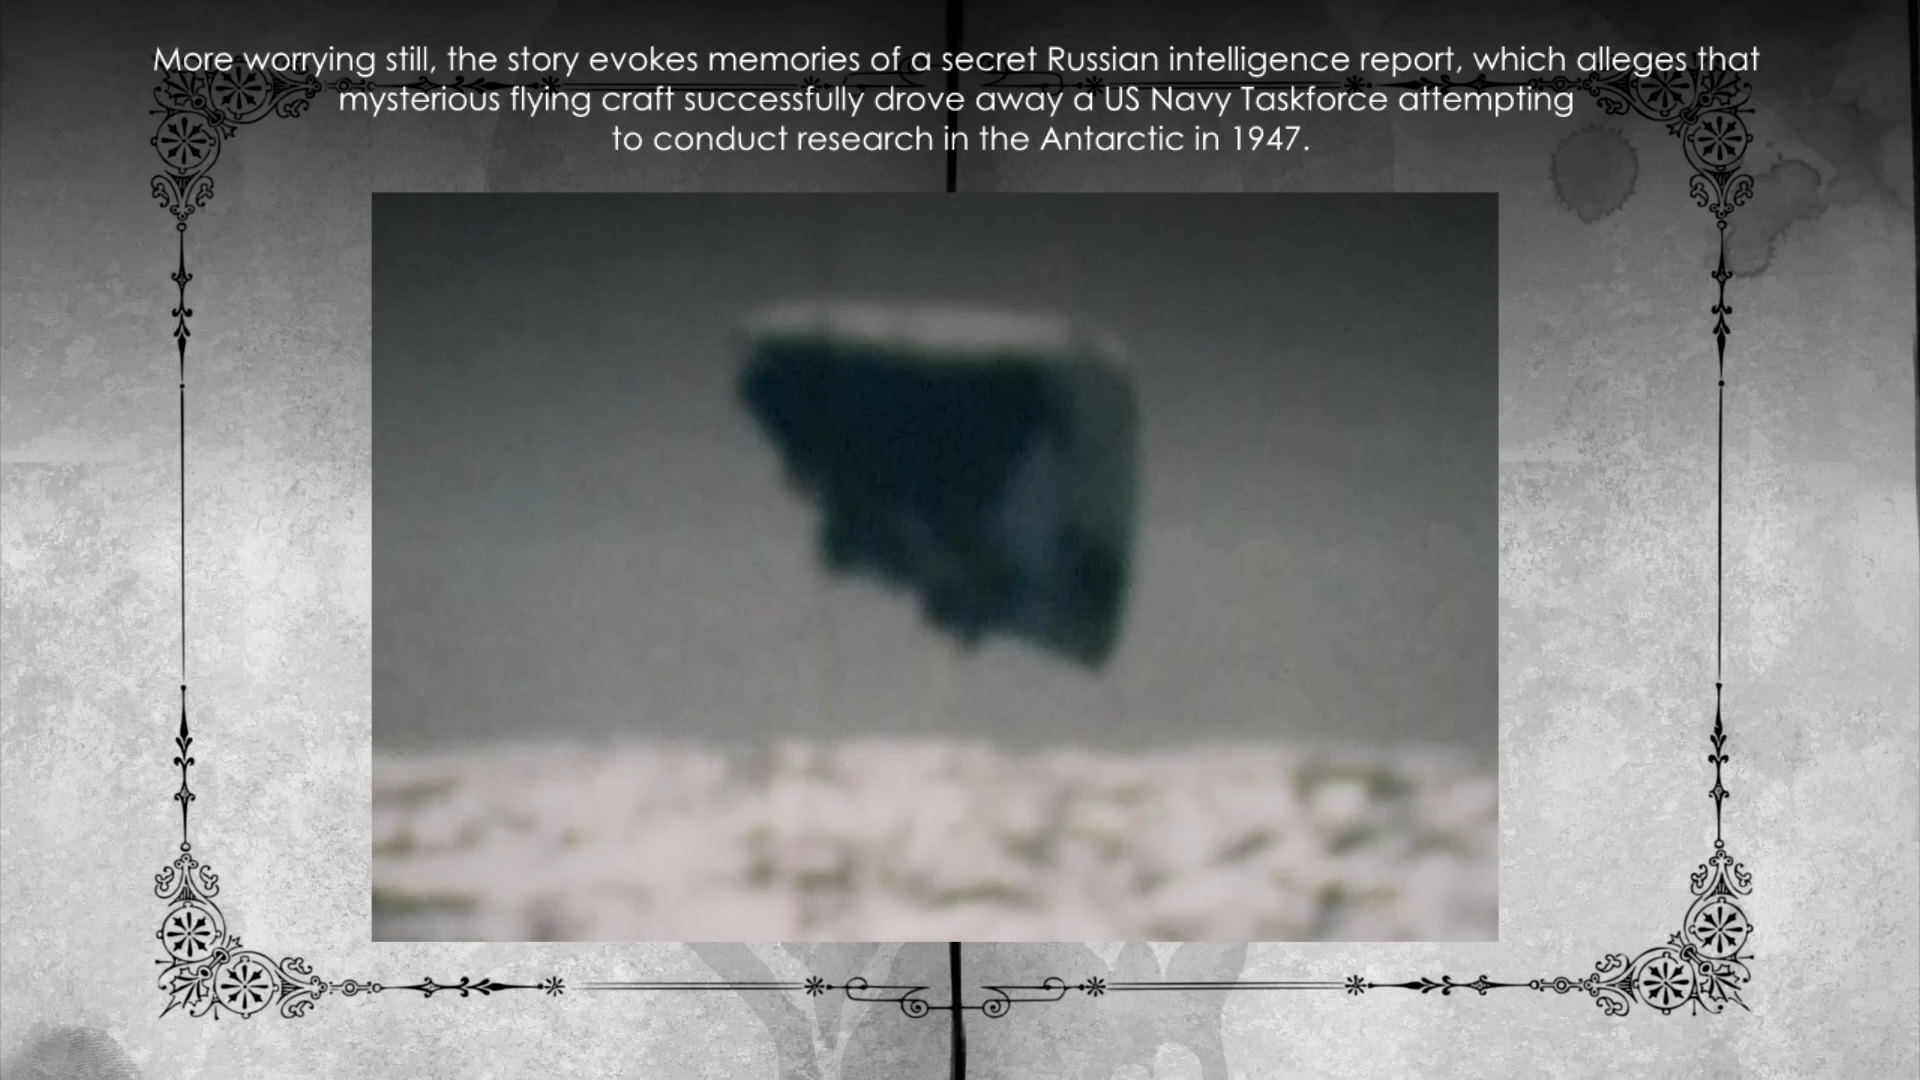 More worrying still, the story evokes memories of a secret Russian intelligence report, which alleges that
mysterious flying craft successfully drove away a US Navy Taskforce attempting
to conduct research in the Antarctic in 1947.